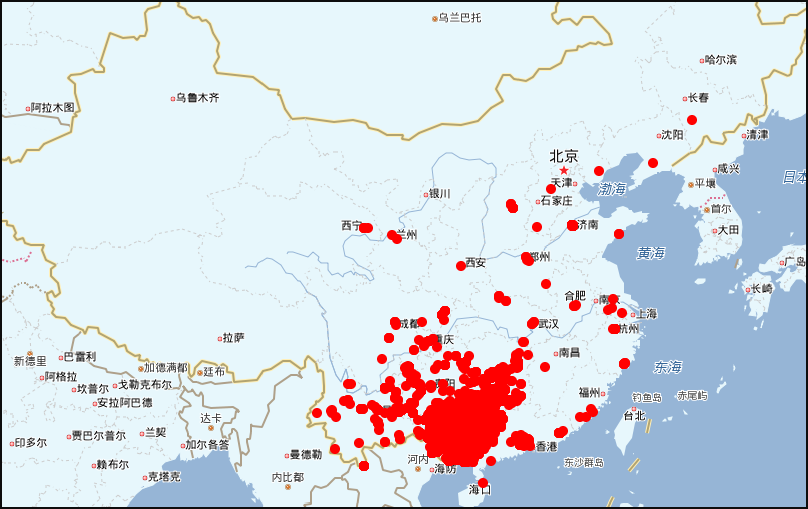 乌兰巴托
哈尔滨
乌鲁木齐
长春
阿拉木图
沈阳
清津
北京
咸兴
天津
平壤
日本
渤海
银川
石家庄
首尔
西宁
济南
大田
兰州
黄海
西安
郑州
广岛
长崎
合肥
上海
成都
武汉
杭州
拉萨
重庆
南昌
新德里
巴雷利
加德满都
廷布
东海
阿格拉
坎普尔
戈勒克布尔
福州
钓鱼岛
赤尾屿
安拉阿巴德
达卡
台北
印多尔
贾巴尔普尔
兰契
加尔各答
香港
曼德勒
河内
海防
东沙群岛
赖布尔
克塔克
内比都
海口